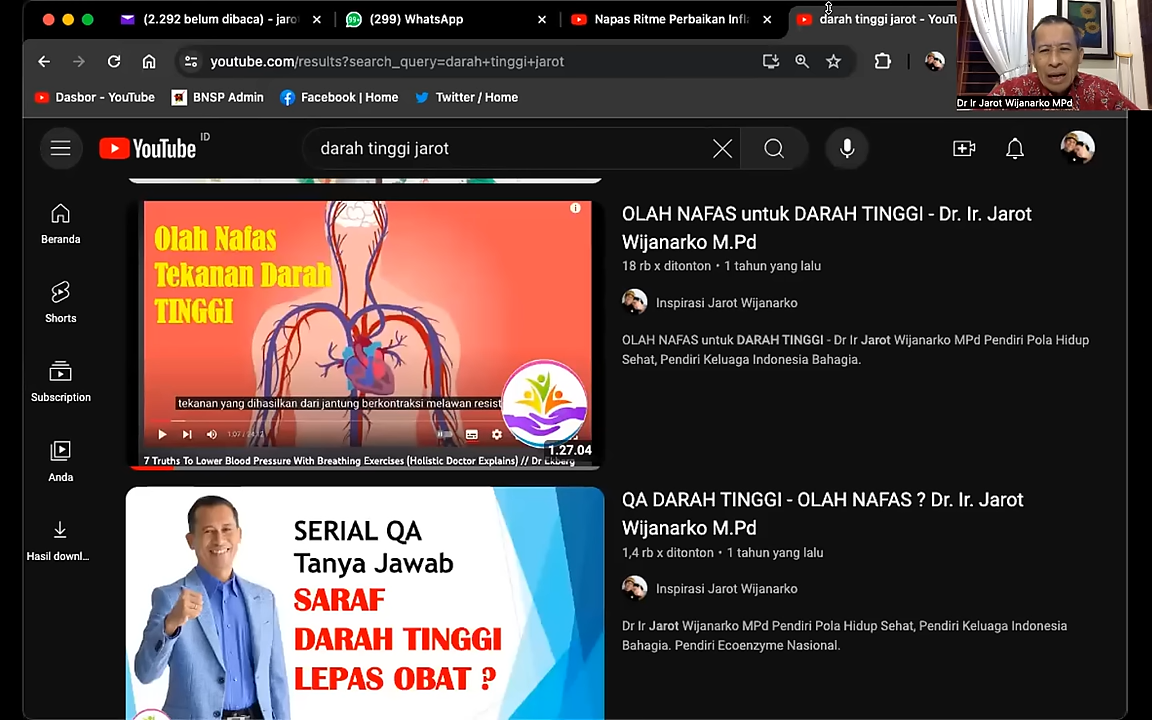 (2.292 belum dibaca) - jaro
(299) WhatsApp
Napas Ritme Perbaikan Infl
darah tinggi jarot - YouTu
youtube.com/results?search_query=darah+tinggi+jarot
Dasbor - YouTube
BNSP Admin
Facebook | Home
Twitter / Home
Dr Ir Jarot Wijanarko MPd
YouTube ID
darah tinggi jarot
Beranda
Shorts
Subscription
Anda
Hasil downl...
Olah Nafas
Tekanan Darah
TINGGI
tekanan yang dihasilkan dari jantung berkontraksi melawan resist
1.27.04
7 Truths To Lower Blood Pressure With Breathing Exercises (Holistic Doctor Explains) // Dr Ekberg
OLAH NAFAS untuk DARAH TINGGI - Dr. Ir. Jarot
Wijanarko M.Pd
18 rb x ditonton • 1 tahun yang lalu
Inspirasi Jarot Wijanarko
OLAH NAFAS untuk DARAH TINGGI - Dr Ir Jarot Wijanarko MPd Pendiri Pola Hidup
Sehat, Pendiri Keluaga Indonesia Bahagia.
SERIAL QA
Tanya Jawab
SARAF
DARAH TINGGI
LEPAS OBAT ?
QA DARAH TINGGI - OLAH NAFAS ? Dr. Ir. Jarot
Wijanarko M.Pd
1,4 rb x ditonton • 1 tahun yang lalu
Inspirasi Jarot Wijanarko
Dr Ir Jarot Wijanarko MPd Pendiri Pola Hidup Sehat, Pendiri Keluarga Indonesia
Bahagia. Pendiri Ecoenzyme Nasional.